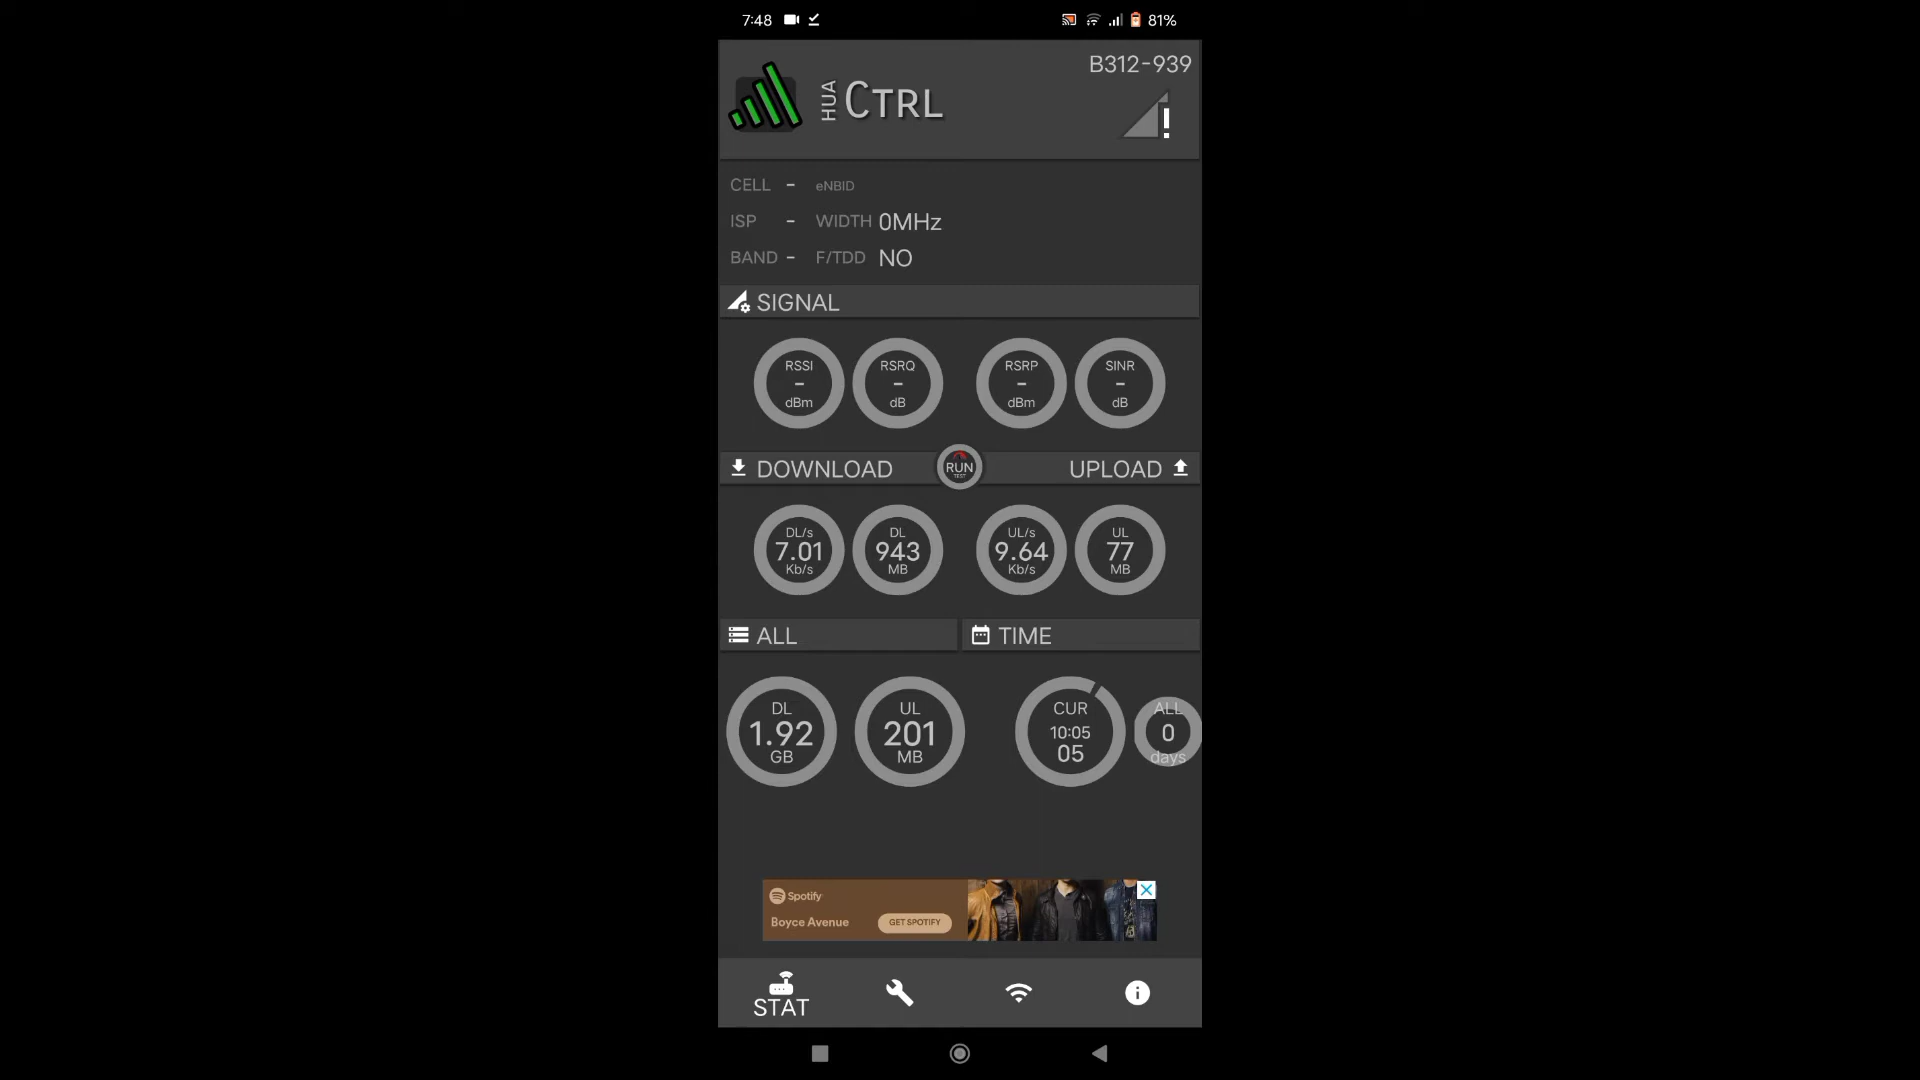 7:48 81%
B312-939
HUA CTRL
CELL - eNBID
ISP - WIDTH 0MHz
BAND - F/TDD NO
SIGNAL
RSSI
-
dBm
RSRQ
-
dB
RSRP
-
dBm
SINR
-
dB
DOWNLOAD
RUN
TEST
UPLOAD
DL/s
7.01
Kb/s
DL
943
MB
UL/s
9.64
Kb/s
UL
77
MB
ALL
TIME
DL
1.92
GB
UL
201
MB
CUR
10:05
05
ALL
0
days
Spotify
Boyce Avenue
GET SPOTIFY
STAT